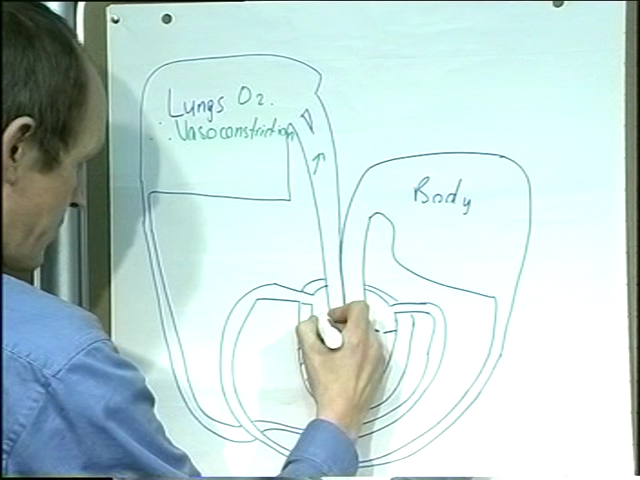 Lungs O2.
∴ Vasoconstriction
Body